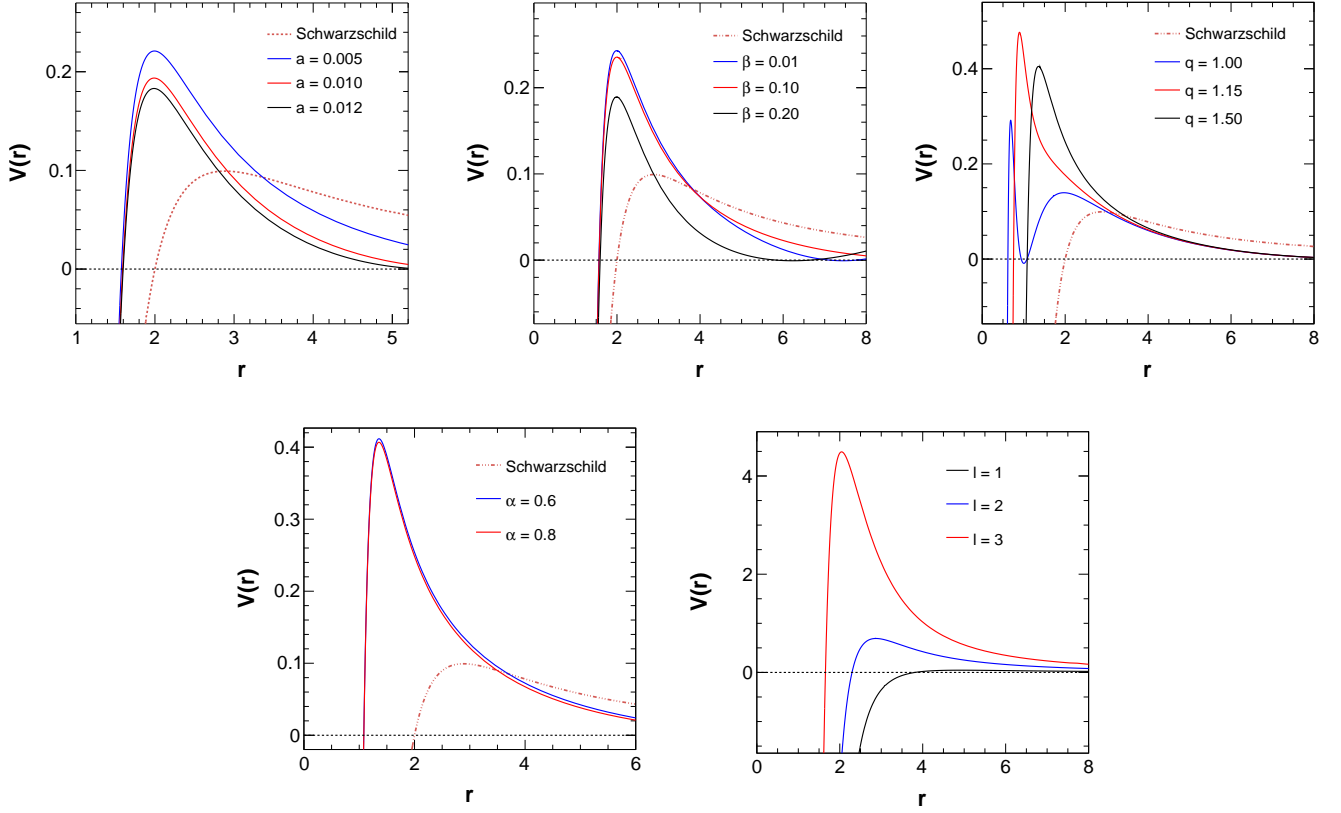 V(r)
0.2
0.1
0
1
2
3
4
5
r
Schwarzschild
a = 0.005
a = 0.010
a = 0.012
V(r)
0.2
0.1
0
0
2
4
6
8
r
Schwarzschild
β = 0.01
β = 0.10
β = 0.20
V(r)
0.4
0.2
0
0
2
4
6
8
r
Schwarzschild
q = 1.00
q = 1.15
q = 1.50
V(r)
0.4
0.3
0.2
0.1
0
0
2
4
6
r
Schwarzschild
α = 0.6
α = 0.8
V(r)
4
2
0
0
2
4
6
8
r
l = 1
l = 2
l = 3